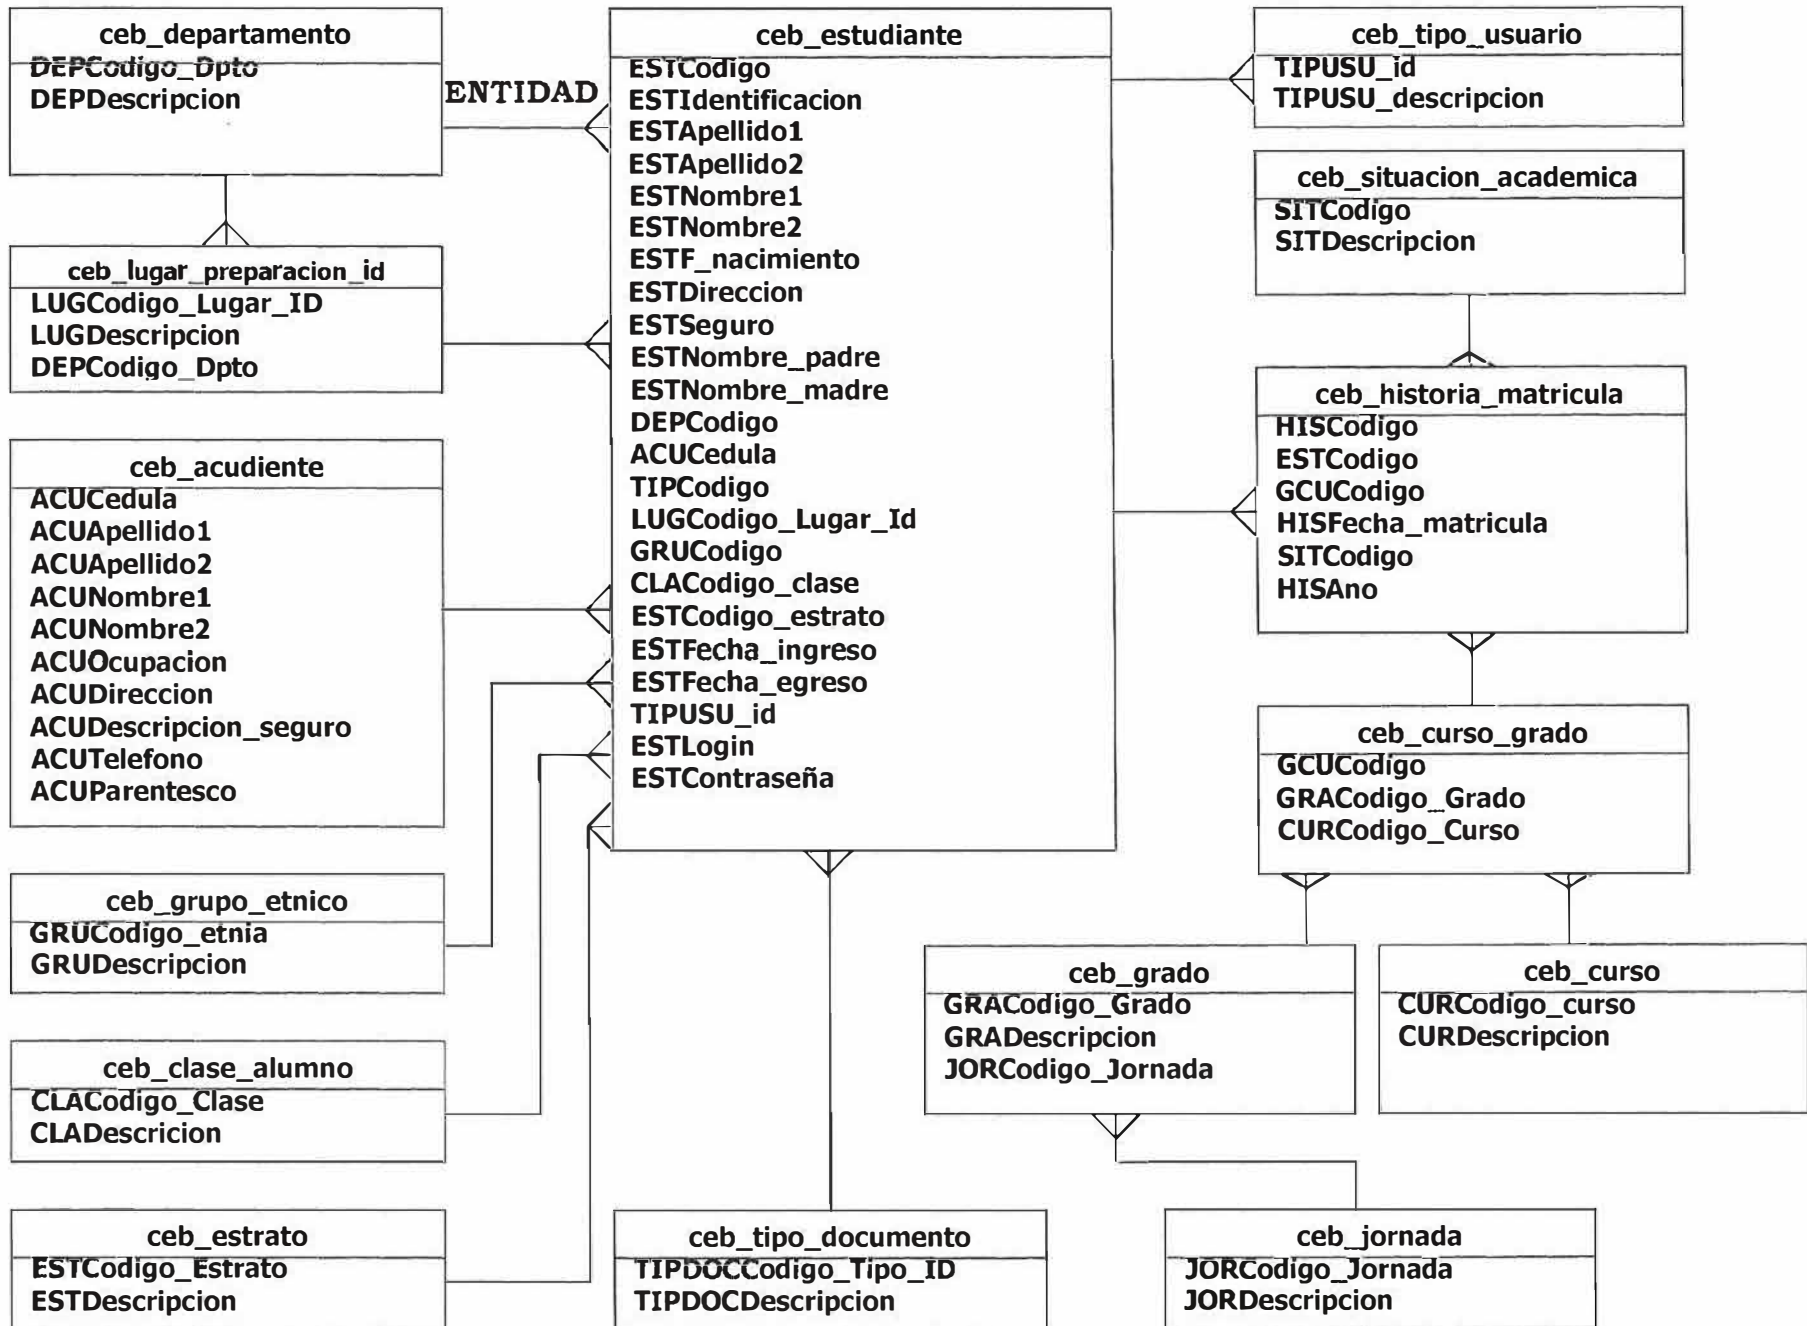 ceb_departamento
DEPCodigo_Dpto
DEPDescripcion
ENTIDAD
ceb_lugar_preparacion_id
LUGCodigo_Lugar_ID
LUGDescripcion
DEPCodigo_Dpto
ceb_acudiente
ACUCedula
ACUApellido1
ACUApellido2
ACUNombre1
ACUNombre2
ACUOcupacion
ACUDireccion
ACUDescripcion_seguro
ACUTelefono
ACUParentesco
ceb_grupo_etnico
GRUCodigo_etnia
GRUDescripcion
ceb_clase_alumno
CLACodigo_Clase
CLADescricion
ceb_estrato
ESTCodigo_Estrato
ESTDescripcion
ceb_estudiante
ESTCodigo
ESTIdentificacion
ESTApellido1
ESTApellido2
ESTNombre1
ESTNombre2
ESTF_nacimiento
ESTDireccion
ESTSeguro
ESTNombre_padre
ESTNombre_madre
DEPCodigo
ACUCedula
TIPCodigo
LUGCodigo_Lugar_Id
GRUCodigo
CLACodigo_clase
ESTCodigo_estrato
ESTFecha_ingreso
ESTFecha_egreso
TIPUSU_id
ESTLogin
ESTContraseña
ceb_tipo_documento
TIPDOCCodigo_Tipo_ID
TIPDOCDescripcion
ceb_tipo_usuario
TIPUSU_id
TIPUSU_descripcion
ceb_situacion_academica
SITCodigo
SITDescripcion
ceb_historia_matricula
HISCodigo
ESTCodigo
GCUCodigo
HISFecha_matricula
SITCodigo
HISAno
ceb_curso_grado
GCUCodigo
GRACodigo_Grado
CURCodigo_Curso
ceb_grado
GRACodigo_Grado
GRADescripcion
JORCodigo_Jornada
ceb_curso
CURCodigo_curso
CURDescripcion
ceb_jornada
JORCodigo_Jornada
JORDescripcion